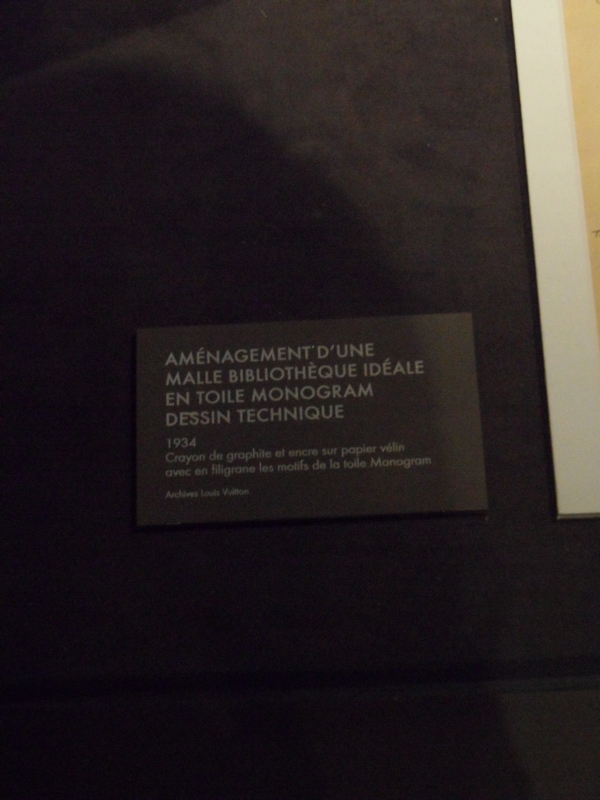 AMÉNAGEMENT D'UNE
MALLE BIBLIOTHÈQUE IDÉALE
EN TOILE MONOGRAM
DESSIN TECHNIQUE
1934
Crayon de graphite et encre sur papier vélin
avec en filigrane les motifs de la toile Monogram
Archives Louis Vuitton